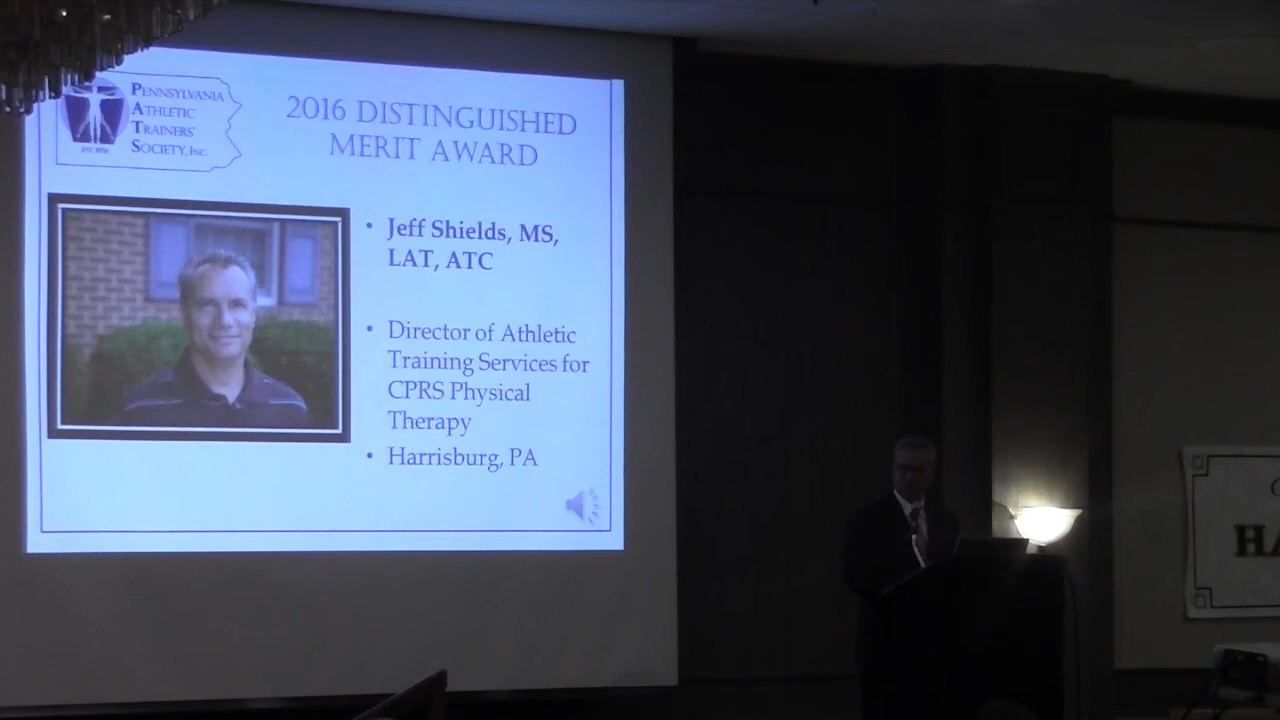 PENNSYLVANIA
ATHLETIC
TRAINERS'
SOCIETY, INC.
2016 DISTINGUISHED
MERIT AWARD
• Jeff Shields, MS,
LAT, ATC
• Director of Athletic
Training Services for
CPRS Physical
Therapy
• Harrisburg, PA
HA